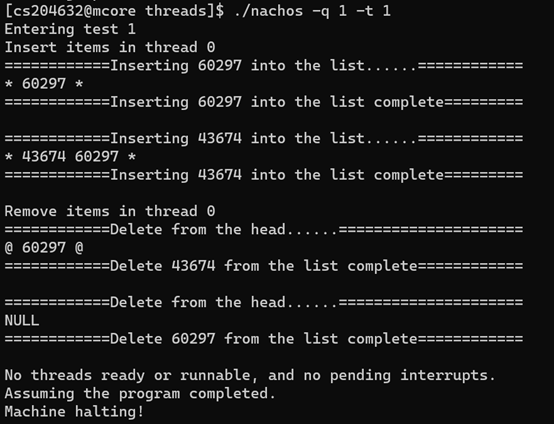 [cs204632@mcore threads]$ ./nachos -q 1 -t 1
Entering test 1
Insert items in thread 0
============Inserting 60297 into the list......============
* 60297 *
============Inserting 60297 into the list complete=========
============Inserting 43674 into the list......============
* 43674 60297 *
============Inserting 43674 into the list complete=========
Remove items in thread 0
============Delete from the head......=====================
@ 60297 @
============Delete 43674 from the list complete============
============Delete from the head......=====================
NULL
============Delete 60297 from the list complete============
No threads ready or runnable, and no pending interrupts.
Assuming the program completed.
Machine halting!